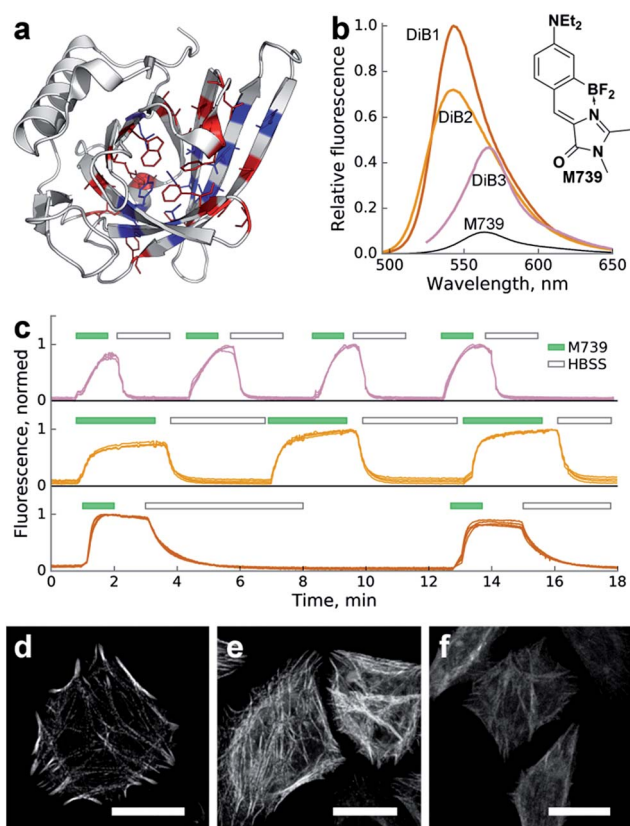 a
b
Relative fluorescence
1.0
0.8
0.6
0.4
0.2
0.0
500
550
600
650
Wavelength, nm
DiB1
DiB2
DiB3
M739
NEt2
BF2
N
N
O
M739
c
Fluorescence, normed
M739
HBSS
1
0
1
0
1
0
0
2
4
6
8
10
12
14
16
18
Time, min
d
e
f